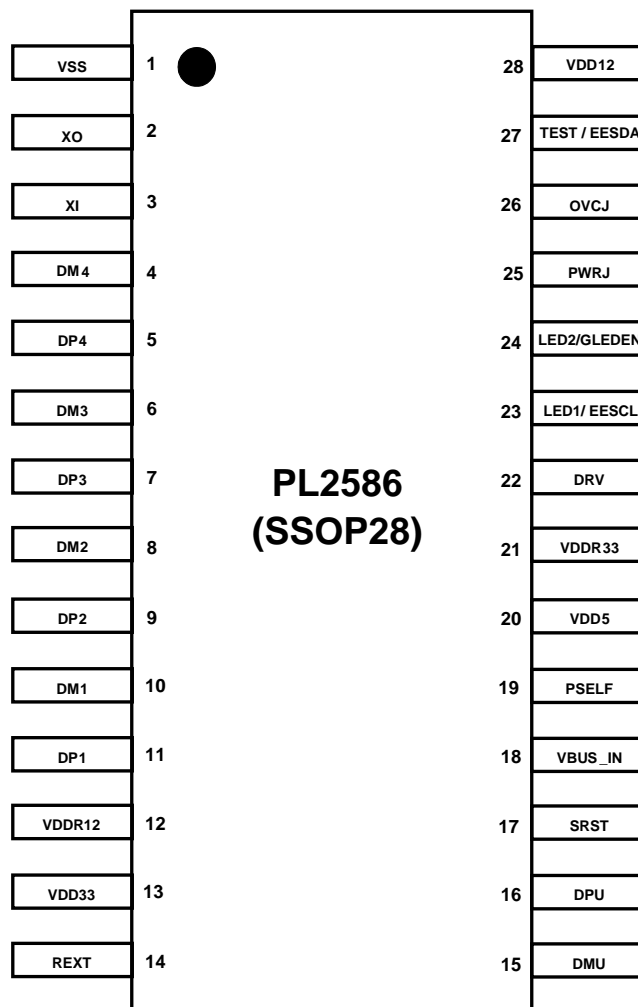 VSS 1 28 VDD12
XO 2 27 TEST / EESDA
XI 3 26 OVCJ
DM4 4 25 PWRJ
DP4 5 24 LED2/GLEDEN
DM3 6 23 LED1/ EESCL
DP3 7 22 DRV
PL2586
(SSOP28)
DM2 8 21 VDDR33
DP2 9 20 VDD5
DM1 10 19 PSELF
DP1 11 18 VBUS_IN
VDDR12 12 17 SRST
VDD33 13 16 DPU
REXT 14 15 DMU